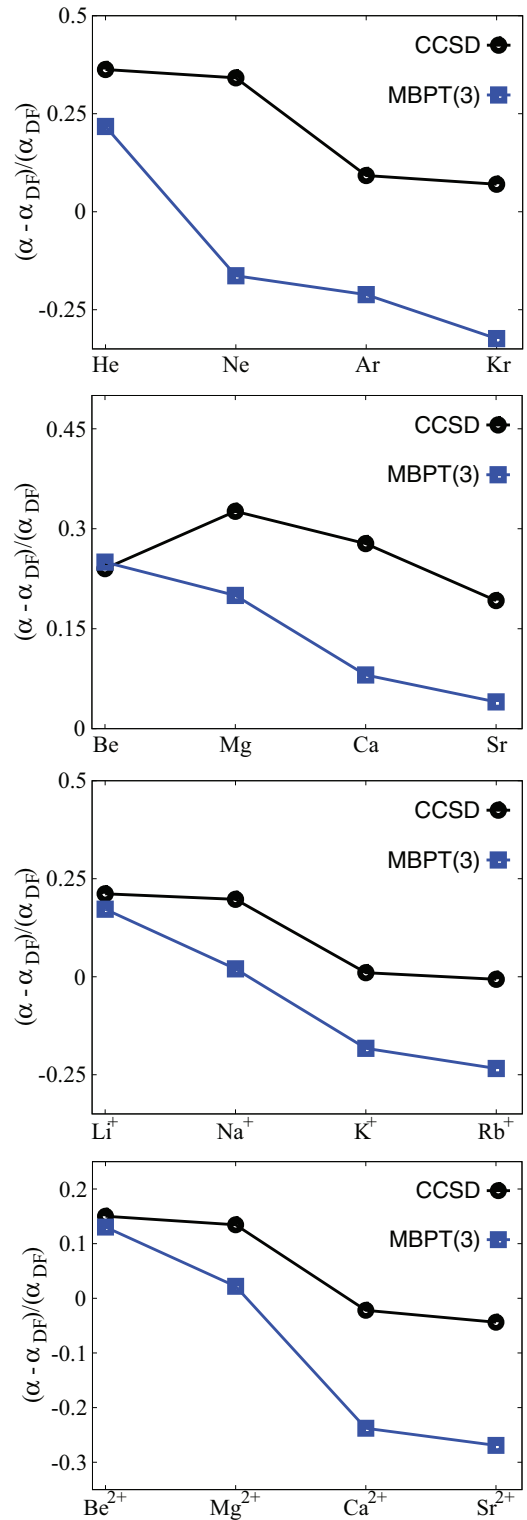 0.5
CCSD
MBPT(3)
0.25
0
-0.25
(α - α_DF)/(α_DF)
He Ne Ar Kr
0.45
CCSD
MBPT(3)
0.3
0.15
0
(α - α_DF)/(α_DF)
Be Mg Ca Sr
0.5
CCSD
MBPT(3)
0.25
0
-0.25
(α - α_DF)/(α_DF)
Li⁺ Na⁺ K⁺ Rb⁺
0.2
CCSD
MBPT(3)
0.1
0
-0.1
-0.2
-0.3
(α - α_DF)/(α_DF)
Be²⁺ Mg²⁺ Ca²⁺ Sr²⁺